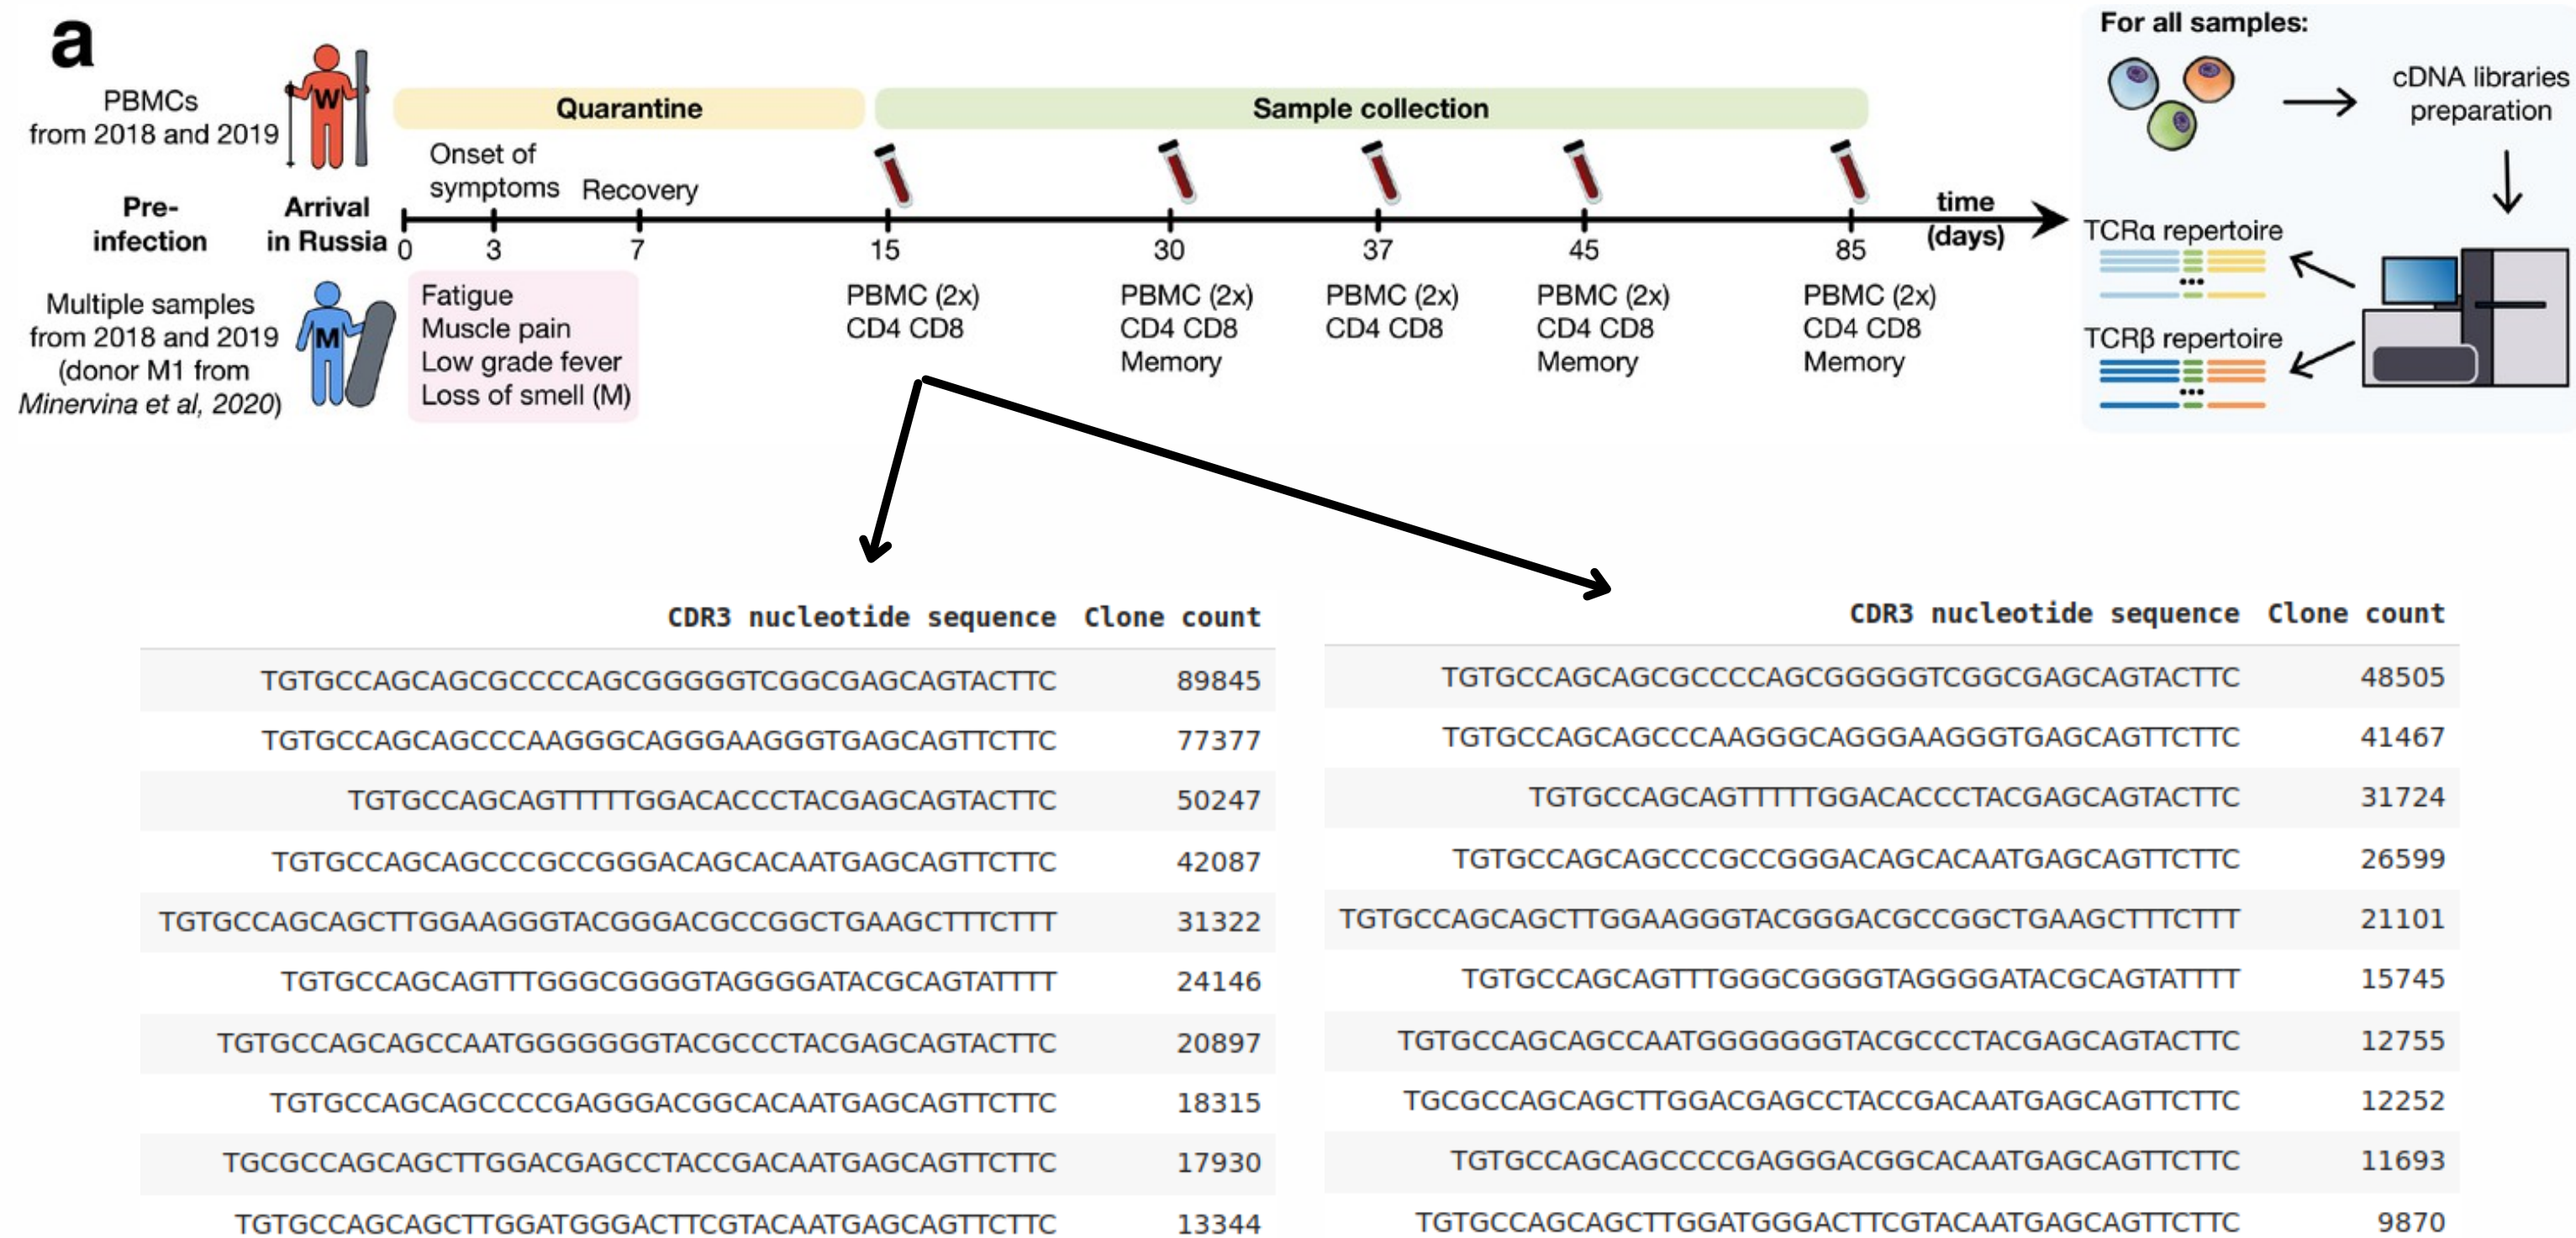 a
PBMCs
from 2018 and 2019
W
Pre-
infection
Arrival
in Russia
Multiple samples
from 2018 and 2019
(donor M1 from
Minervina et al, 2020)
M
Quarantine
Sample collection
Onset of
symptoms
Recovery
0
3
7
15
30
37
45
85
time
(days)
Fatigue
Muscle pain
Low grade fever
Loss of smell (M)
PBMC (2x)
CD4 CD8
PBMC (2x)
CD4 CD8
Memory
PBMC (2x)
CD4 CD8
PBMC (2x)
CD4 CD8
Memory
PBMC (2x)
CD4 CD8
Memory
For all samples:
cDNA libraries
preparation
TCRα repertoire
TCRβ repertoire
CDR3 nucleotide sequence Clone count
TGTGCCAGCAGCGCCCCAGCGGGGGTCGGCGAGCAGTACTTC 89845
TGTGCCAGCAGCCCAAGGGCAGGGAAGGGTGAGCAGTTCTTC 77377
TGTGCCAGCAGTTTTTGGACACCCTACGAGCAGTACTTC 50247
TGTGCCAGCAGCCCGCCGGGACAGCACAATGAGCAGTTCTTC 42087
TGTGCCAGCAGCTTGGAAGGGTACGGGACGCCGGCTGAAGCTTTCTTT 31322
TGTGCCAGCAGTTTGGGCGGGGTAGGGGATACGCAGTATTTT 24146
TGTGCCAGCAGCCAATGGGGGGGTACGCCCTACGAGCAGTACTTC 20897
TGTGCCAGCAGCCCCGAGGGACGGCACAATGAGCAGTTCTTC 18315
TGCGCCAGCAGCTTGGACGAGCCTACCGACAATGAGCAGTTCTTC 17930
TGTGCCAGCAGCTTGGATGGGACTTCGTACAATGAGCAGTTCTTC 13344
CDR3 nucleotide sequence Clone count
TGTGCCAGCAGCGCCCCAGCGGGGGTCGGCGAGCAGTACTTC 48505
TGTGCCAGCAGCCCAAGGGCAGGGAAGGGTGAGCAGTTCTTC 41467
TGTGCCAGCAGTTTTTGGACACCCTACGAGCAGTACTTC 31724
TGTGCCAGCAGCCCGCCGGGACAGCACAATGAGCAGTTCTTC 26599
TGTGCCAGCAGCTTGGAAGGGTACGGGACGCCGGCTGAAGCTTTCTTT 21101
TGTGCCAGCAGTTTGGGCGGGGTAGGGGATACGCAGTATTTT 15745
TGTGCCAGCAGCCAATGGGGGGGTACGCCCTACGAGCAGTACTTC 12755
TGCGCCAGCAGCTTGGACGAGCCTACCGACAATGAGCAGTTCTTC 12252
TGTGCCAGCAGCCCCGAGGGACGGCACAATGAGCAGTTCTTC 11693
TGTGCCAGCAGCTTGGATGGGACTTCGTACAATGAGCAGTTCTTC 9870